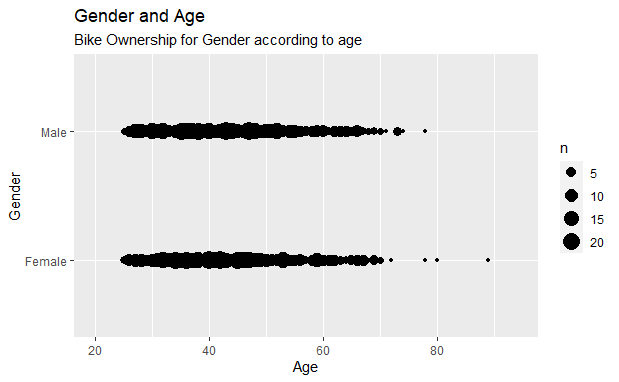 Gender and Age
Bike Ownership for Gender according to age
Gender
Male
Female
20
40
60
80
Age
n
5
10
15
20